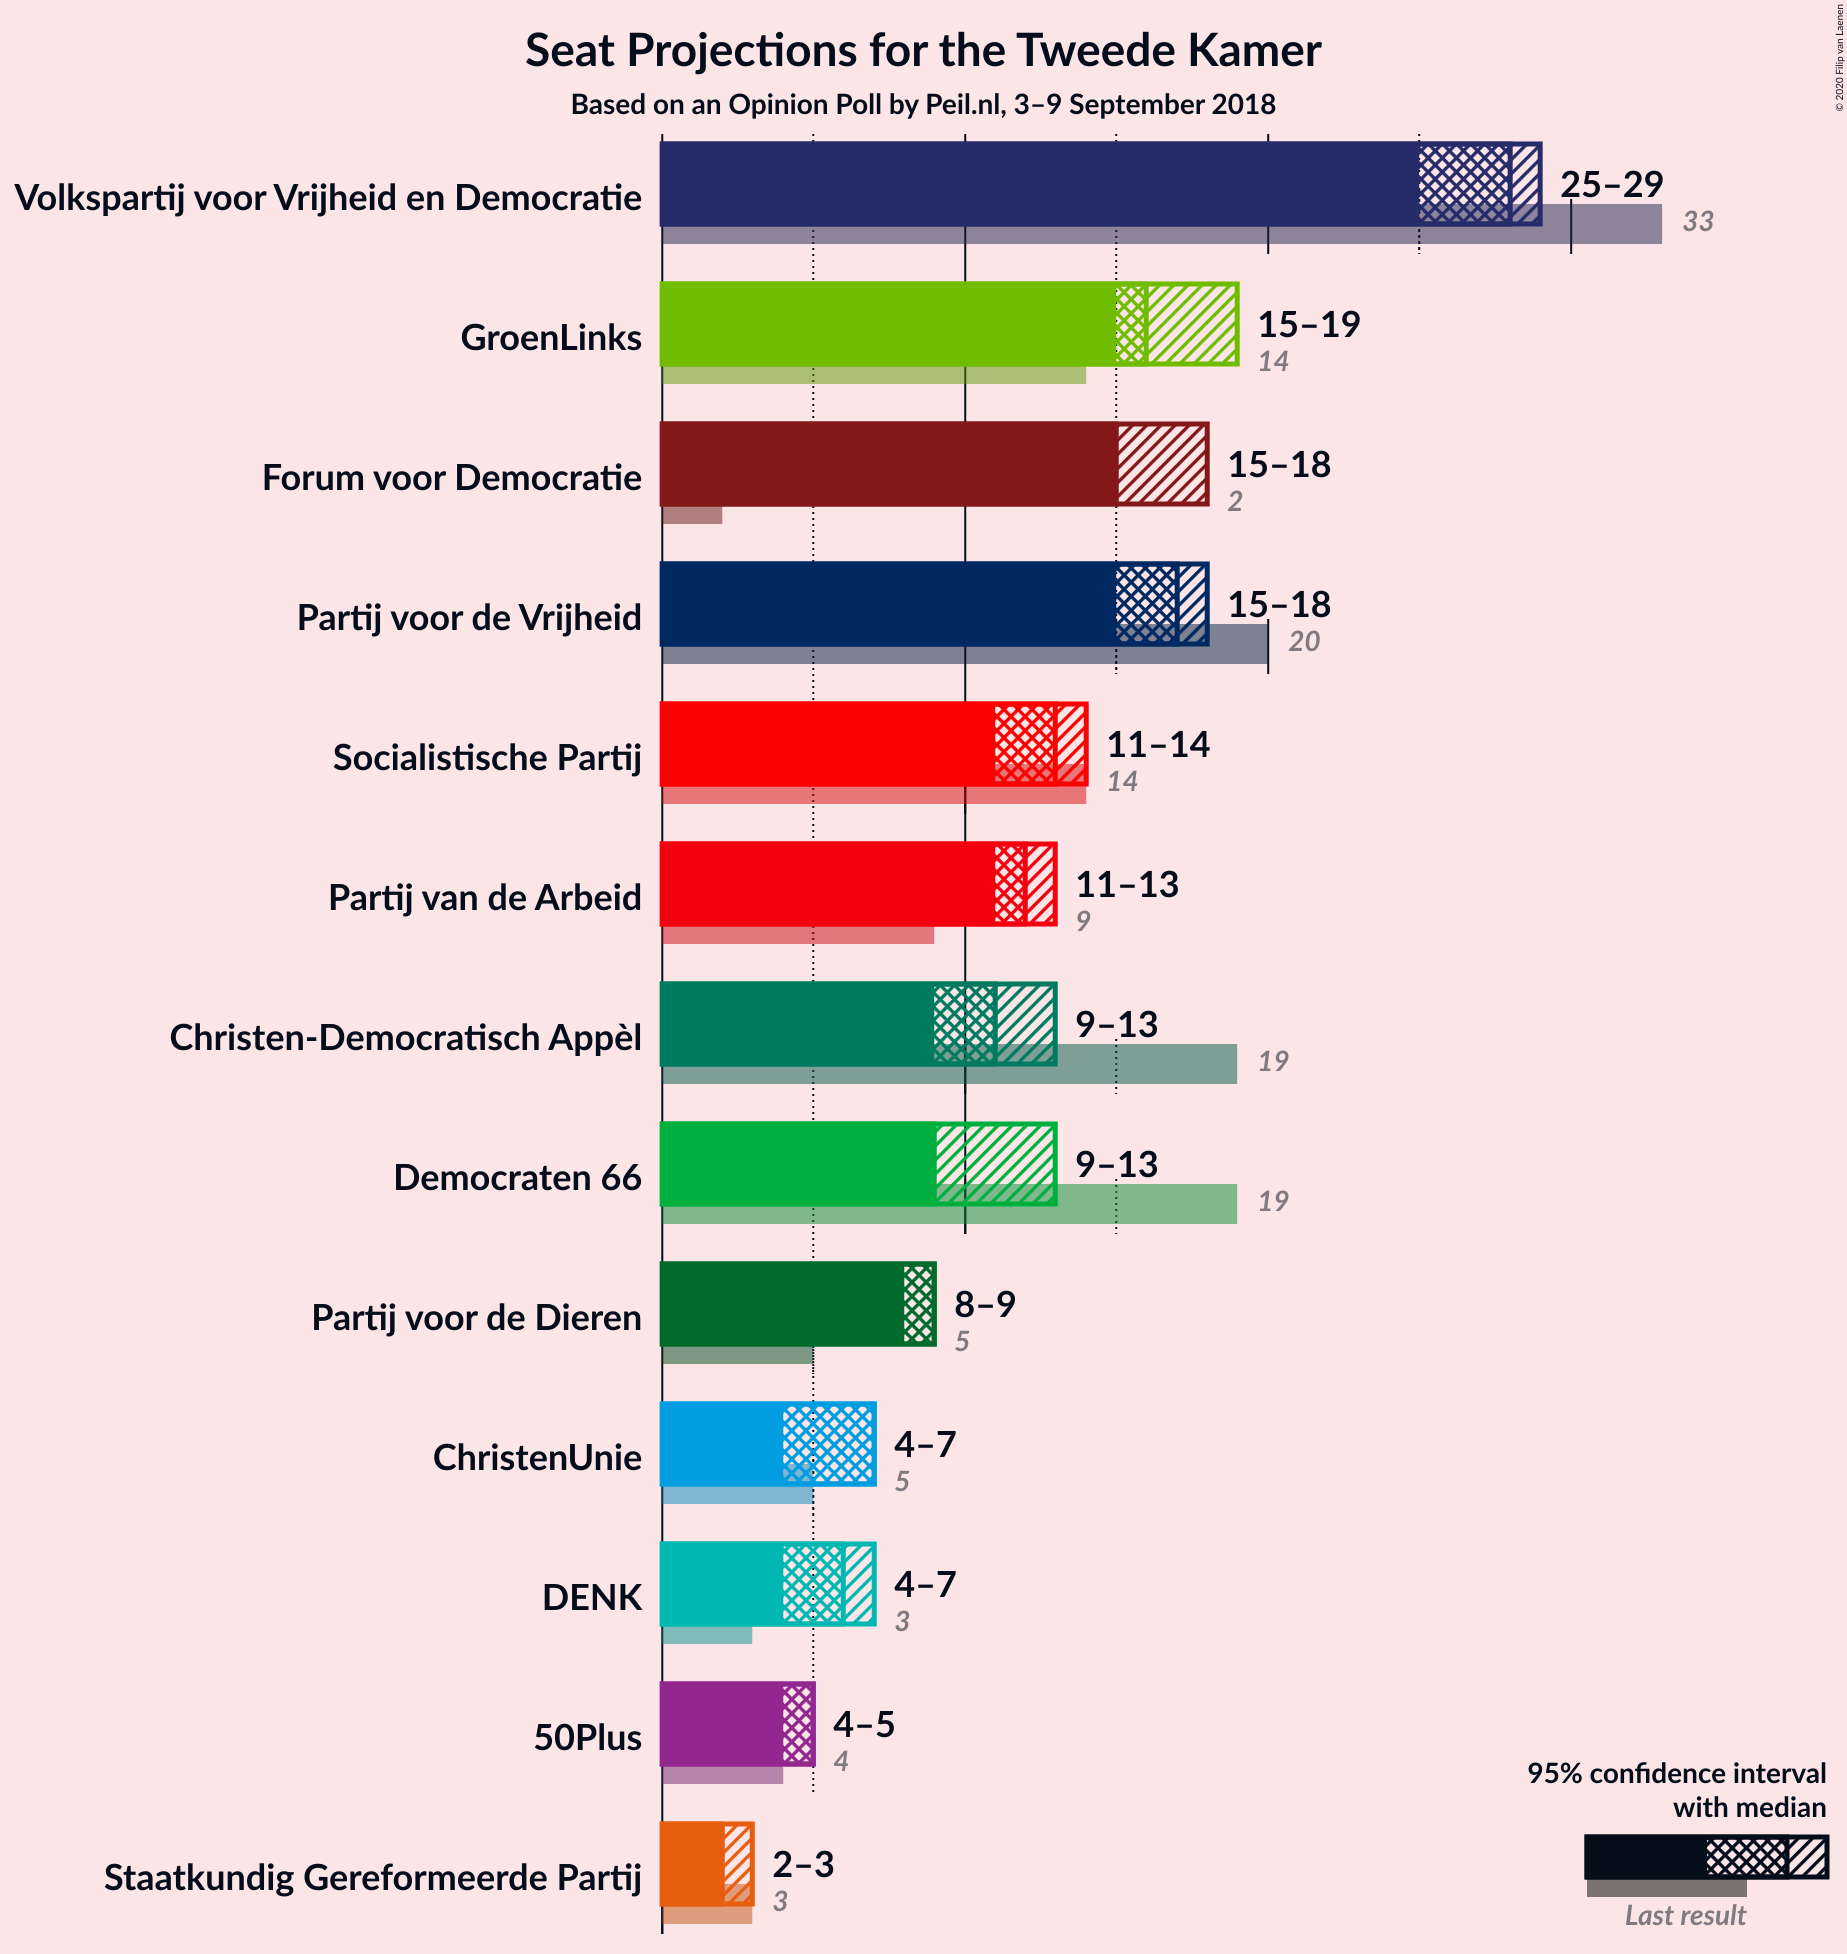 Seat Projections for the Tweede Kamer
Based on an Opinion Poll by Peil.nl, 3–9 September 2018
© 2020 Filip van Laenen
Volkspartij voor Vrijheid en Democratie
25–29
33
GroenLinks
15–19
14
Forum voor Democratie
15–18
2
Partij voor de Vrijheid
15–18
20
Socialistische Partij
11–14
14
Partij van de Arbeid
11–13
9
Christen-Democratisch Appèl
9–13
19
Democraten 66
9–13
19
Partij voor de Dieren
8–9
5
ChristenUnie
4–7
5
DENK
4–7
3
50Plus
4–5
4
Staatkundig Gereformeerde Partij
2–3
3
95% confidence interval
with median
Last result